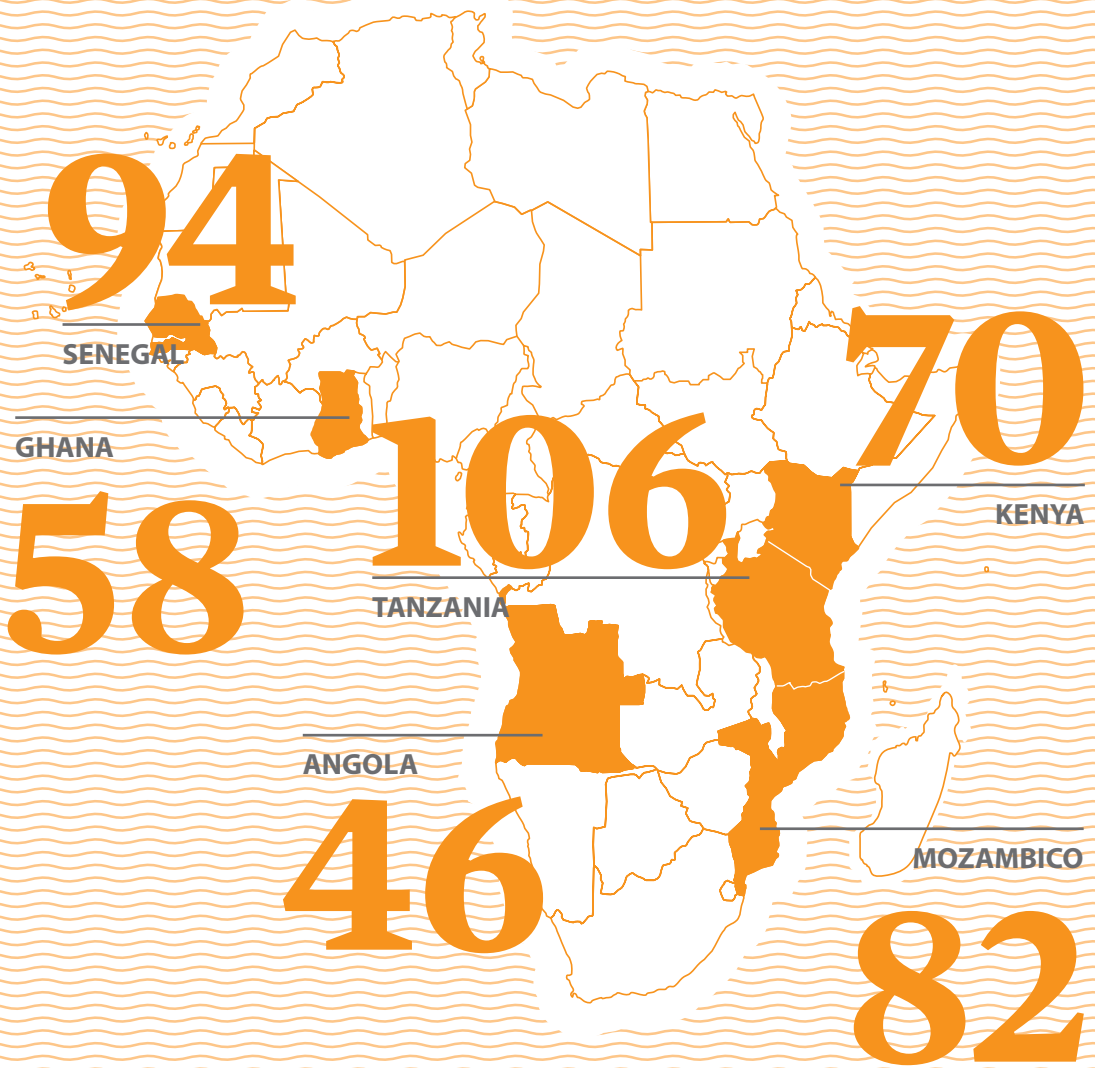 94
SENEGAL
70
KENYA
GHANA
58
106
TANZANIA
ANGOLA
46
MOZAMBICO
82